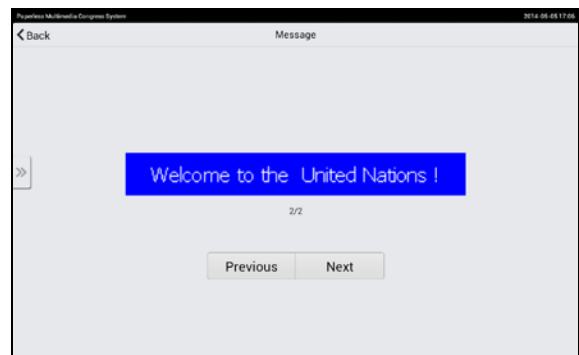 Paperless Multimedia Congress System 2014-05-05 17:05
Back Message
Welcome to the United Nations !
2/2
Previous Next